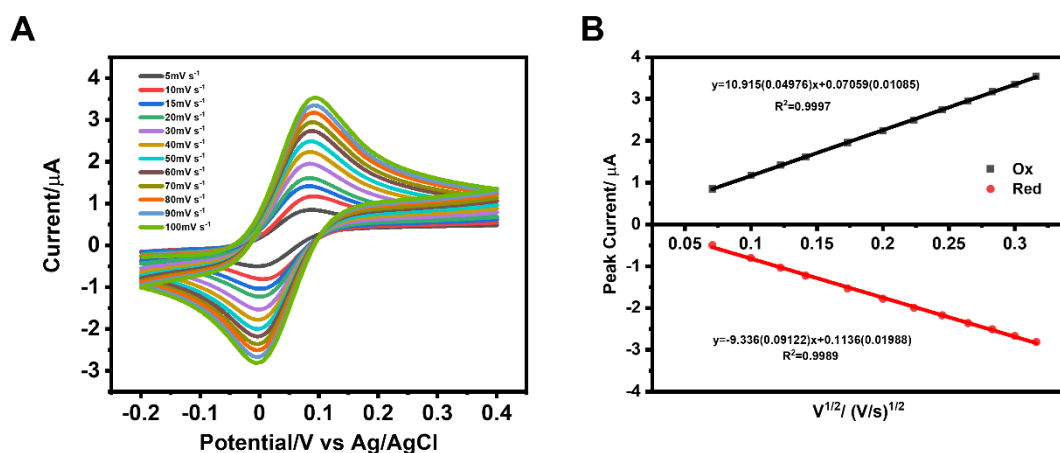 A
Current/μA
4
3
2
1
0
-1
-2
-3
5mV s⁻¹
10mV s⁻¹
15mV s⁻¹
20mV s⁻¹
30mV s⁻¹
40mV s⁻¹
50mV s⁻¹
60mV s⁻¹
70mV s⁻¹
80mV s⁻¹
90mV s⁻¹
100mV s⁻¹
-0.2 -0.1 0 0.1 0.2 0.3 0.4
Potential/V vs Ag/AgCl
B
Peak Current/ μA
4
3
2
1
0
-1
-2
-3
-4
y=10.915(0.04976)x+0.07059(0.01085)
R²=0.9997
Ox
Red
0.05 0.1 0.15 0.2 0.25 0.3
y=-9.336(0.09122)x+0.1136(0.01988)
R²=0.9989
V¹ᐟ²/ (V/s)¹ᐟ²